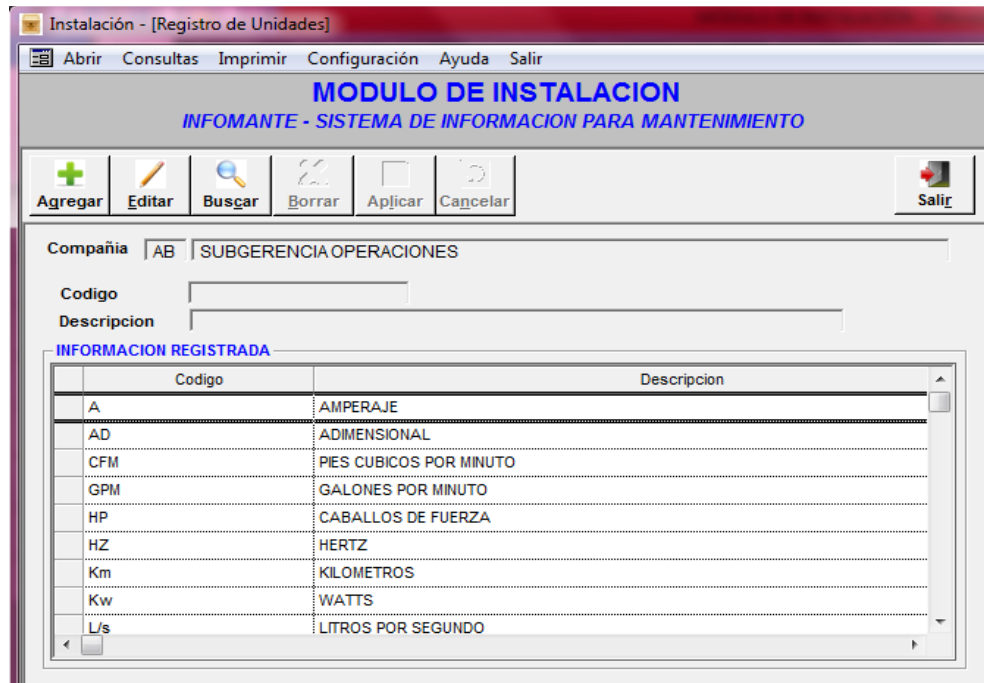 Instalación - [Registro de Unidades]
Abrir Consultas Imprimir Configuración Ayuda Salir
MODULO DE INSTALACION
INFOMANTE - SISTEMA DE INFORMACION PARA MANTENIMIENTO
Agregar Editar Buscar Borrar Aplicar Cancelar Salir
Compañia AB SUBGERENCIA OPERACIONES
Codigo
Descripcion
INFORMACION REGISTRADA
Codigo Descripcion
A AMPERAJE
AD ADIMENSIONAL
CFM PIES CUBICOS POR MINUTO
GPM GALONES POR MINUTO
HP CABALLOS DE FUERZA
HZ HERTZ
Km KILOMETROS
Kw WATTS
L/s LITROS POR SEGUNDO